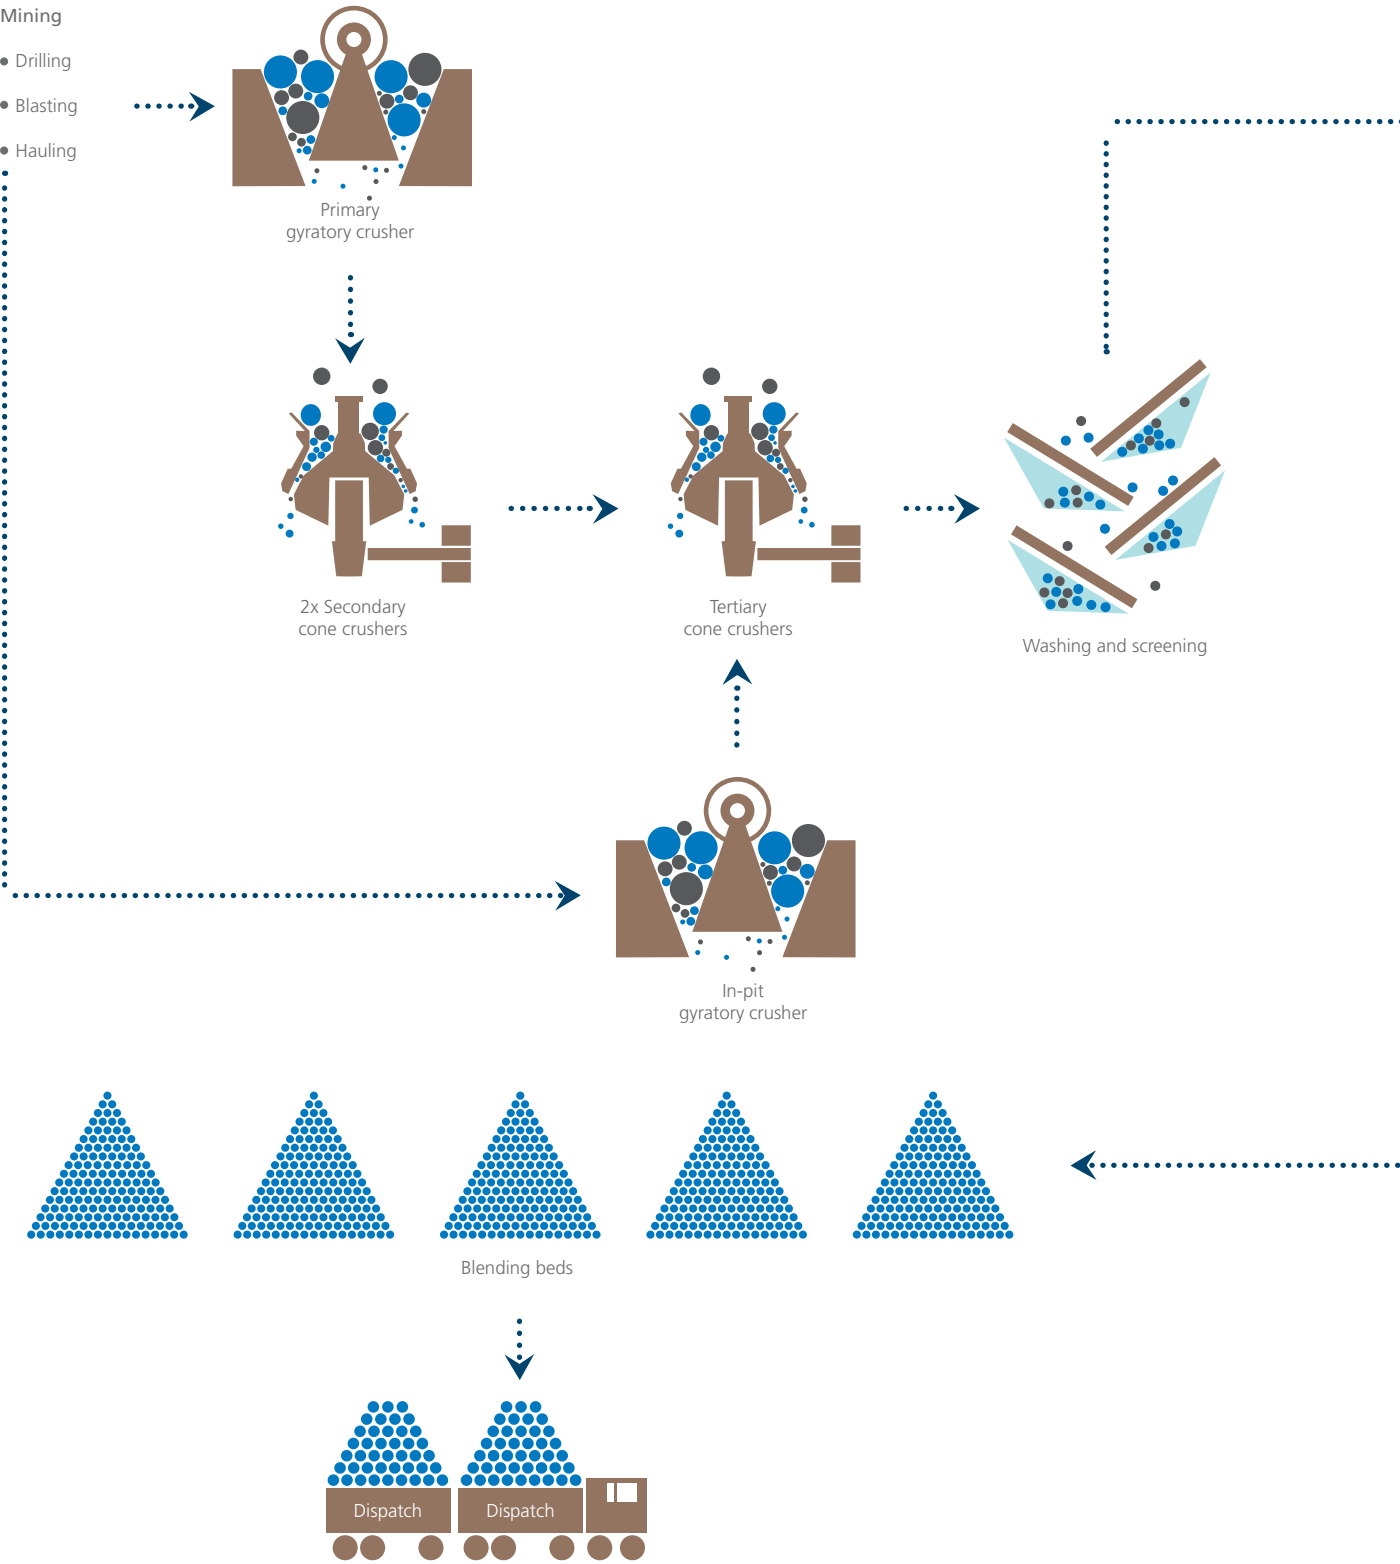 Mining
• Drilling
• Blasting
• Hauling
Primary
gyratory crusher
2x Secondary
cone crushers
Tertiary
cone crushers
Washing and screening
In-pit
gyratory crusher
Blending beds
Dispatch
Dispatch